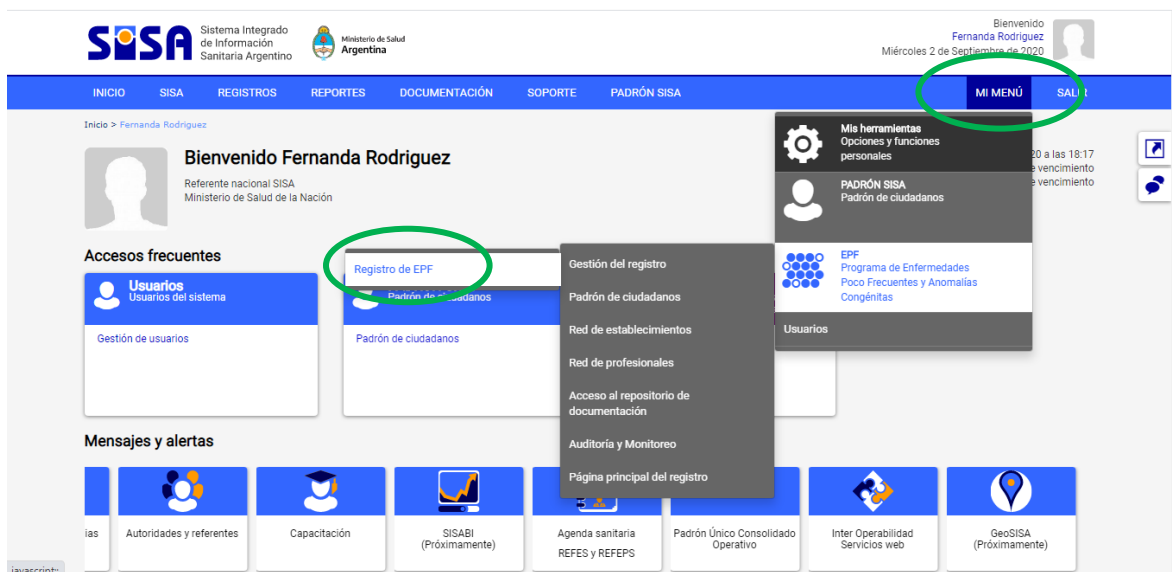 SISA
Sistema Integrado
de Información
Sanitaria Argentino
Ministerio de Salud
Argentina
Bienvenido
Fernanda Rodriguez
Miércoles 2 de Septiembre de 2020
INICIO SISA REGISTROS REPORTES DOCUMENTACIÓN SOPORTE PADRÓN SISA MI MENÚ SALIR
Inicio > Fernanda Rodriguez
Bienvenido Fernanda Rodriguez
Referente nacional SISA
Ministerio de Salud de la Nación
20 a las 18:17
e vencimiento
e vencimiento
Mis herramientas
Opciones y funciones
personales
PADRÓN SISA
Padrón de ciudadanos
EPF
Programa de Enfermedades
Poco Frecuentes y Anomalías
Congénitas
Usuarios
Registro de EPF
Gestión del registro
Padrón de ciudadanos
Red de establecimientos
Red de profesionales
Acceso al repositorio de
documentación
Auditoría y Monitoreo
Página principal del registro
Accesos frecuentes
Usuarios
Usuarios del sistema
Gestión de usuarios
Padrón de ciudadanos
Padrón de ciudadanos
Mensajes y alertas
ias
Autoridades y referentes
Capacitación
SISABI
(Próximamente)
Agenda sanitaria
REFES y REFEPS
Padrón Único Consolidado
Operativo
Inter Operabilidad
Servicios web
GeoSISA
(Próximamente)